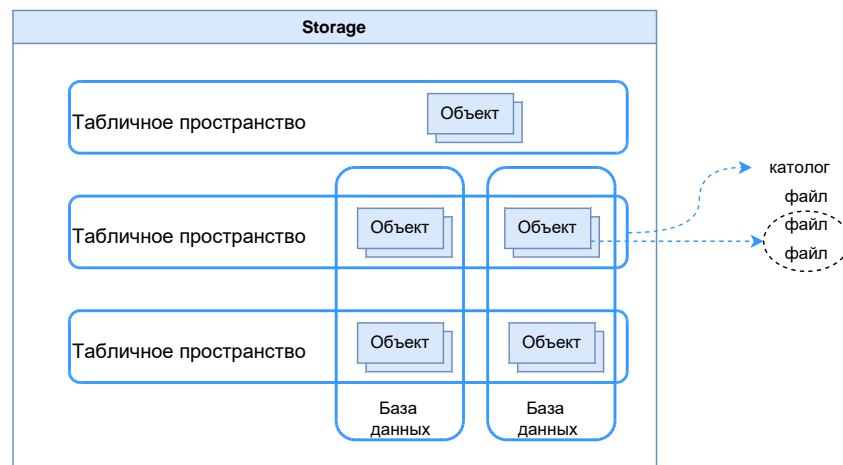 Storage
Табличное пространство
Объект
католог
файл
файл
файл
Табличное пространство
Объект
Объект
Табличное пространство
Объект
Объект
База
данных
База
данных